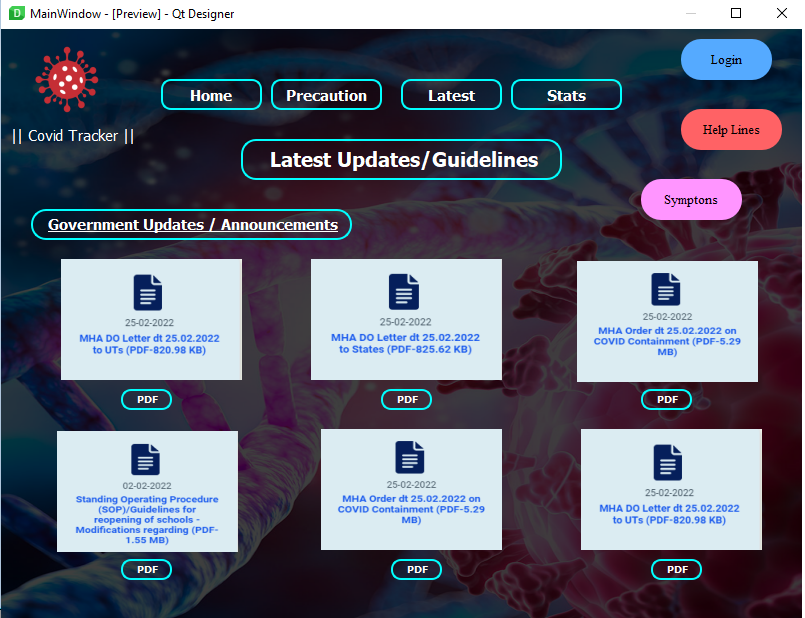 MainWindow - [Preview] - Qt Designer
Login
Home
Precaution
Latest
Stats
|| Covid Tracker ||
Help Lines
Latest Updates/Guidelines
Symptons
Government Updates / Announcements
25-02-2022
MHA DO Letter dt 25.02.2022
to UTs (PDF-820.98 KB)
25-02-2022
MHA DO Letter dt 25.02.2022
to States (PDF-825.62 KB)
25-02-2022
MHA Order dt 25.02.2022 on
COVID Containment (PDF-5.29
MB)
PDF
PDF
PDF
02-02-2022
Standing Operating Procedure
(SOP)/Guidelines for
reopening of schools -
Modifications regarding (PDF-
1.55 MB)
25-02-2022
MHA Order dt 25.02.2022 on
COVID Containment (PDF-5.29
MB)
25-02-2022
MHA DO Letter dt 25.02.2022
to UTs (PDF-820.98 KB)
PDF
PDF
PDF